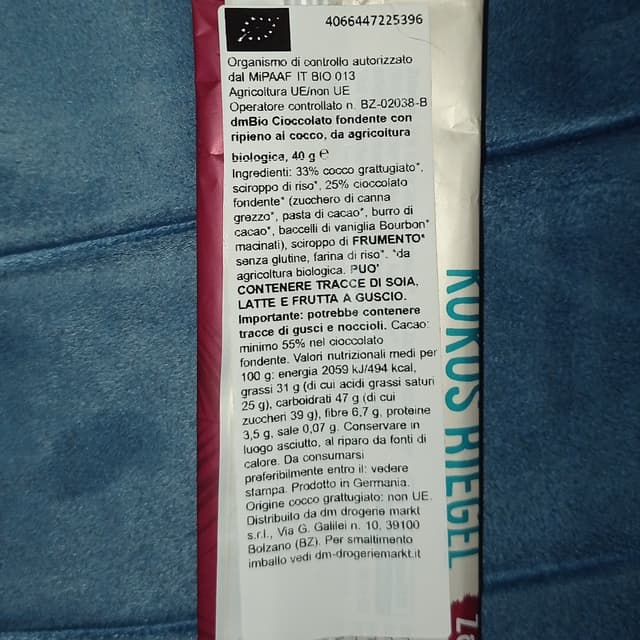 4066447225396
Organismo di controllo autorizzato
dal MiPAAF IT BIO 013
Agricoltura UE/non UE
Operatore controllato n. BZ-02038-B
dmBio Cioccolato fondente con
ripieno al cocco, da agricoltura
biologica, 40 g ℮
Ingredienti: 33% cocco grattugiato*,
sciroppo di riso*, 25% cioccolato
fondente* (zucchero di canna
grezzo*, pasta di cacao*, burro di
cacao*, baccelli di vaniglia Bourbon*
macinati), sciroppo di FRUMENTO*
senza glutine, farina di riso*. *da
agricoltura biologica. PUO'
CONTENERE TRACCE DI SOIA,
LATTE E FRUTTA A GUSCIO.
Importante: potrebbe contenere
tracce di gusci e noccioli. Cacao:
minimo 55% nel cioccolato
fondente. Valori nutrizionali medi per
100 g: energia 2059 kJ/494 kcal,
grassi 31 g (di cui acidi grassi saturi
25 g), carboidrati 47 g (di cui
zuccheri 39 g), fibre 6,7 g, proteine
3,5 g, sale 0,07 g. Conservare in
luogo asciutto, al riparo da fonti di
calore. Da consumarsi
preferibilmente entro il: vedere
stampa. Prodotto in Germania.
Origine cocco grattugiato: non UE.
Distribuito da dm drogerie markt
s.r.l., Via G. Galilei n. 10, 39100
Bolzano (BZ). Per smaltimento
imballo vedi dm-drogeriemarkt.it
KOKOS RIEGEL